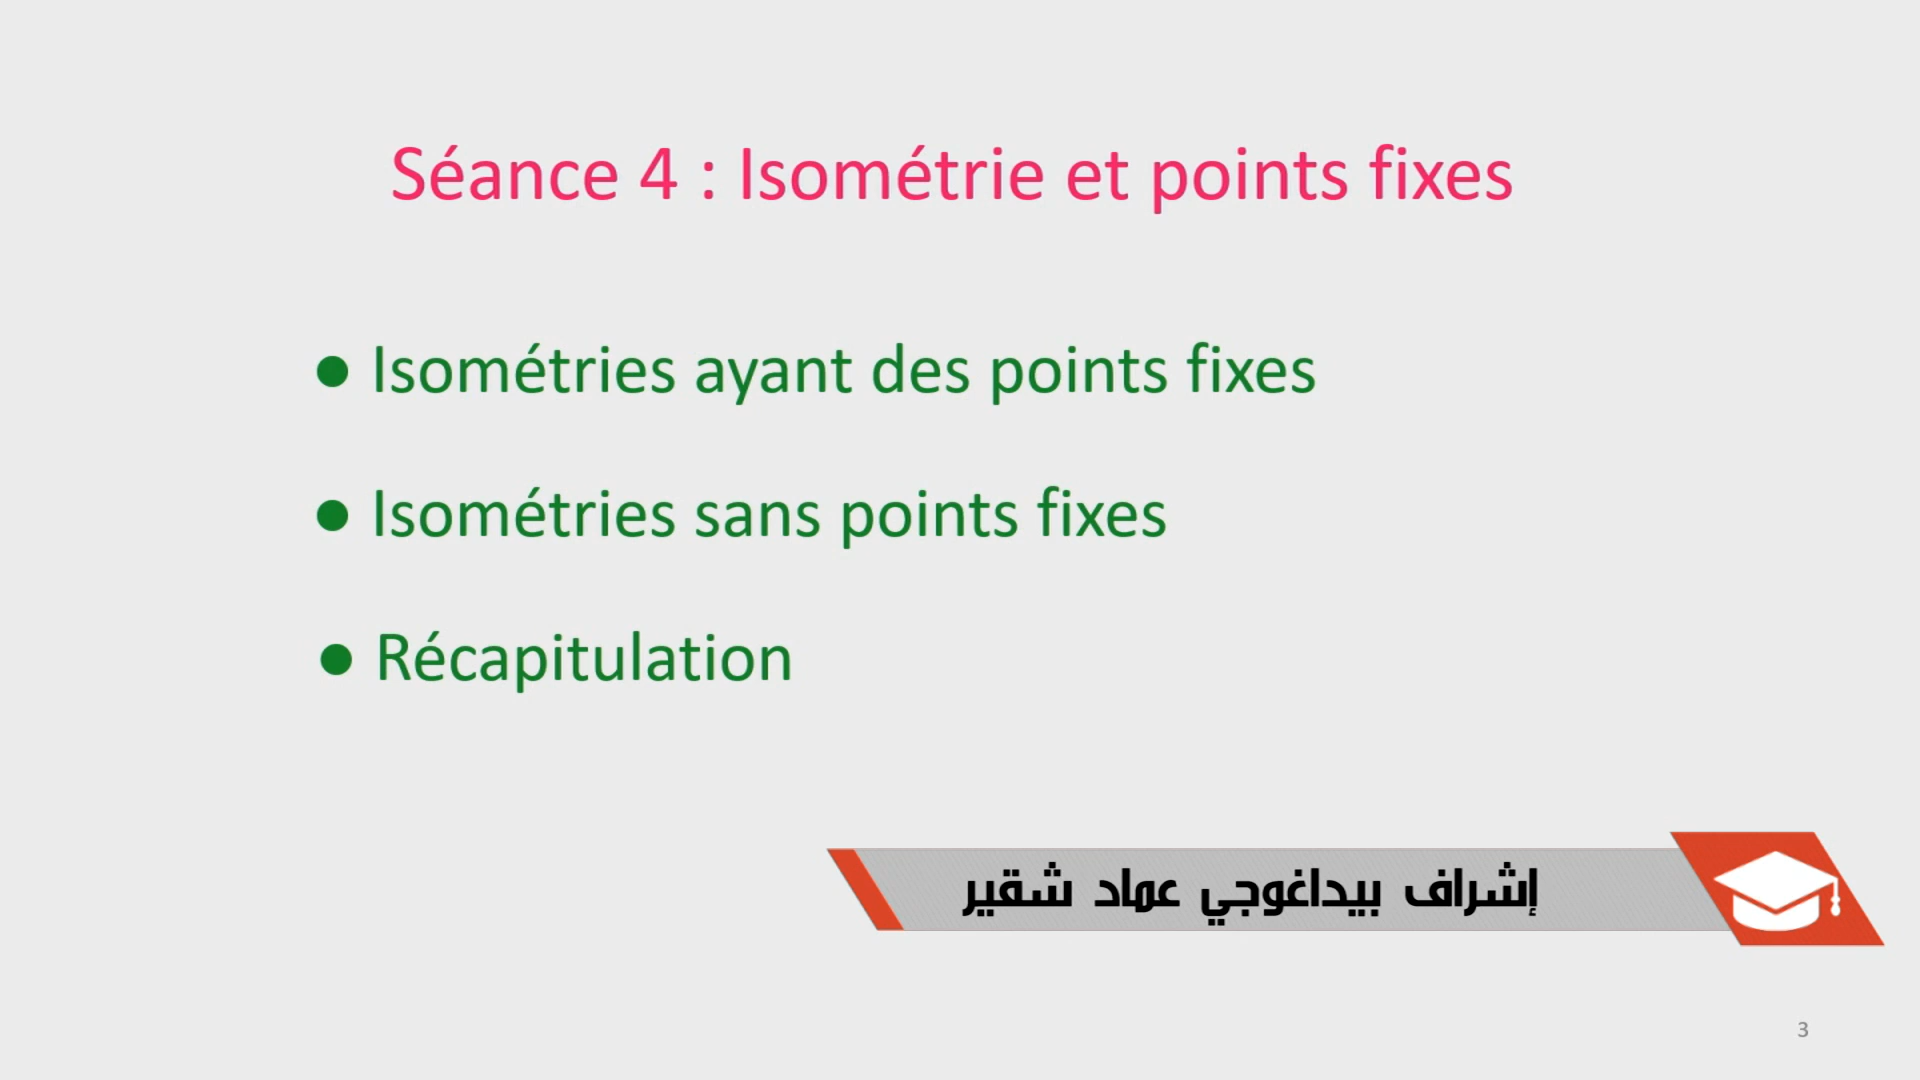 Séance 4 : Isométrie et points fixes
● Isométries ayant des points fixes
● Isométries sans points fixes
● Récapitulation
إشراف بيداغوجي عماد شقير
3